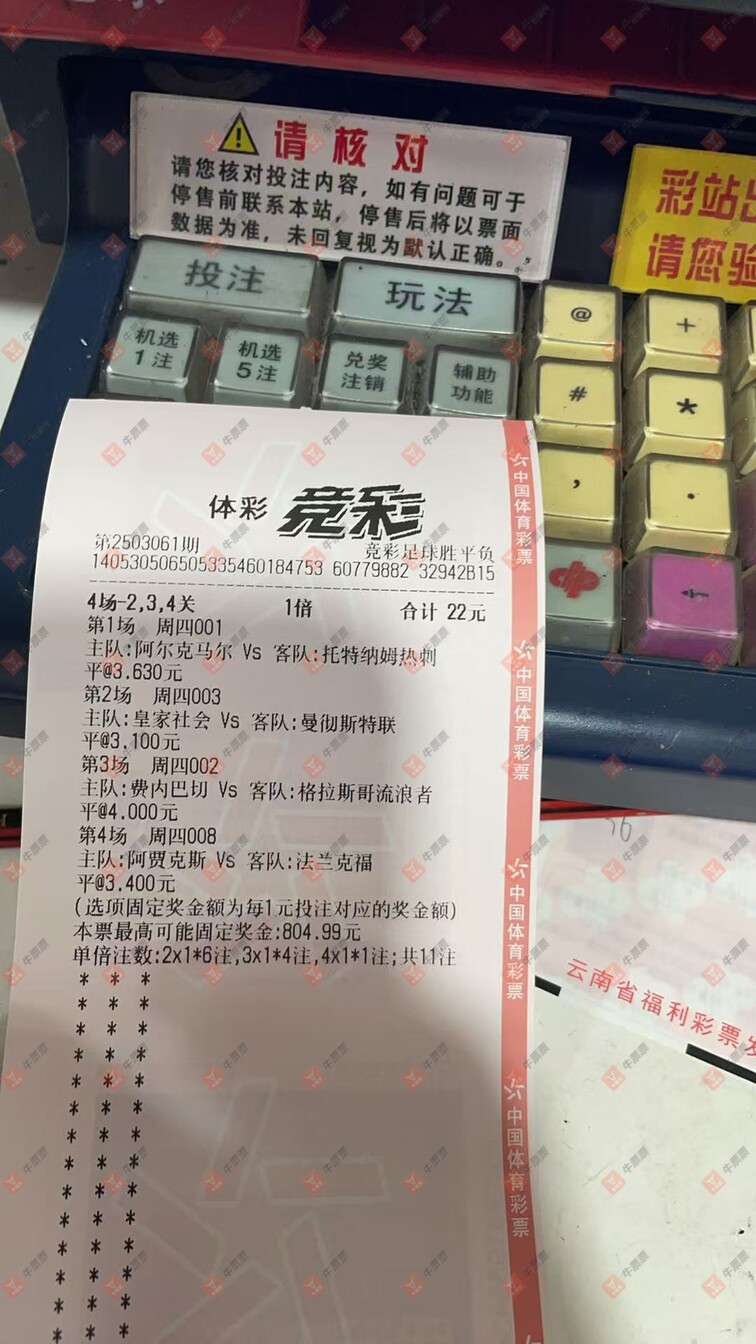 请核对
请您核对投注内容，如有问题可于
停售前联系本站，停售后将以票面
数据为准，未回复视为默认正确。
彩站出
请您验
投注
玩法
机选
1注
机选
5注
兑奖
注销
辅助
功能
@
+
#
*
,
.
体彩 竞彩
第2503061期
竞彩足球胜平负
140530506505335460184753 60779882 32942B15
4场-2,3,4关 1倍 合计 22元
第1场 周四001
主队:阿尔克马尔 Vs 客队:托特纳姆热刺
平@3.630元
第2场 周四003
主队:皇家社会 Vs 客队:曼彻斯特联
平@3.100元
第3场 周四002
主队:费内巴切 Vs 客队:格拉斯哥流浪者
平@4.000元
第4场 周四008
主队:阿贾克斯 Vs 客队:法兰克福
平@3.400元
(选项固定奖金额为每1元投注对应的奖金额)
本票最高可能固定奖金:804.99元
单倍注数:2x1*6注,3x1*4注,4x1*1注;共11注
中国体育彩票
中国体育彩票
中国体育彩票
中国体育彩票
云南省福利彩票发
牛票票